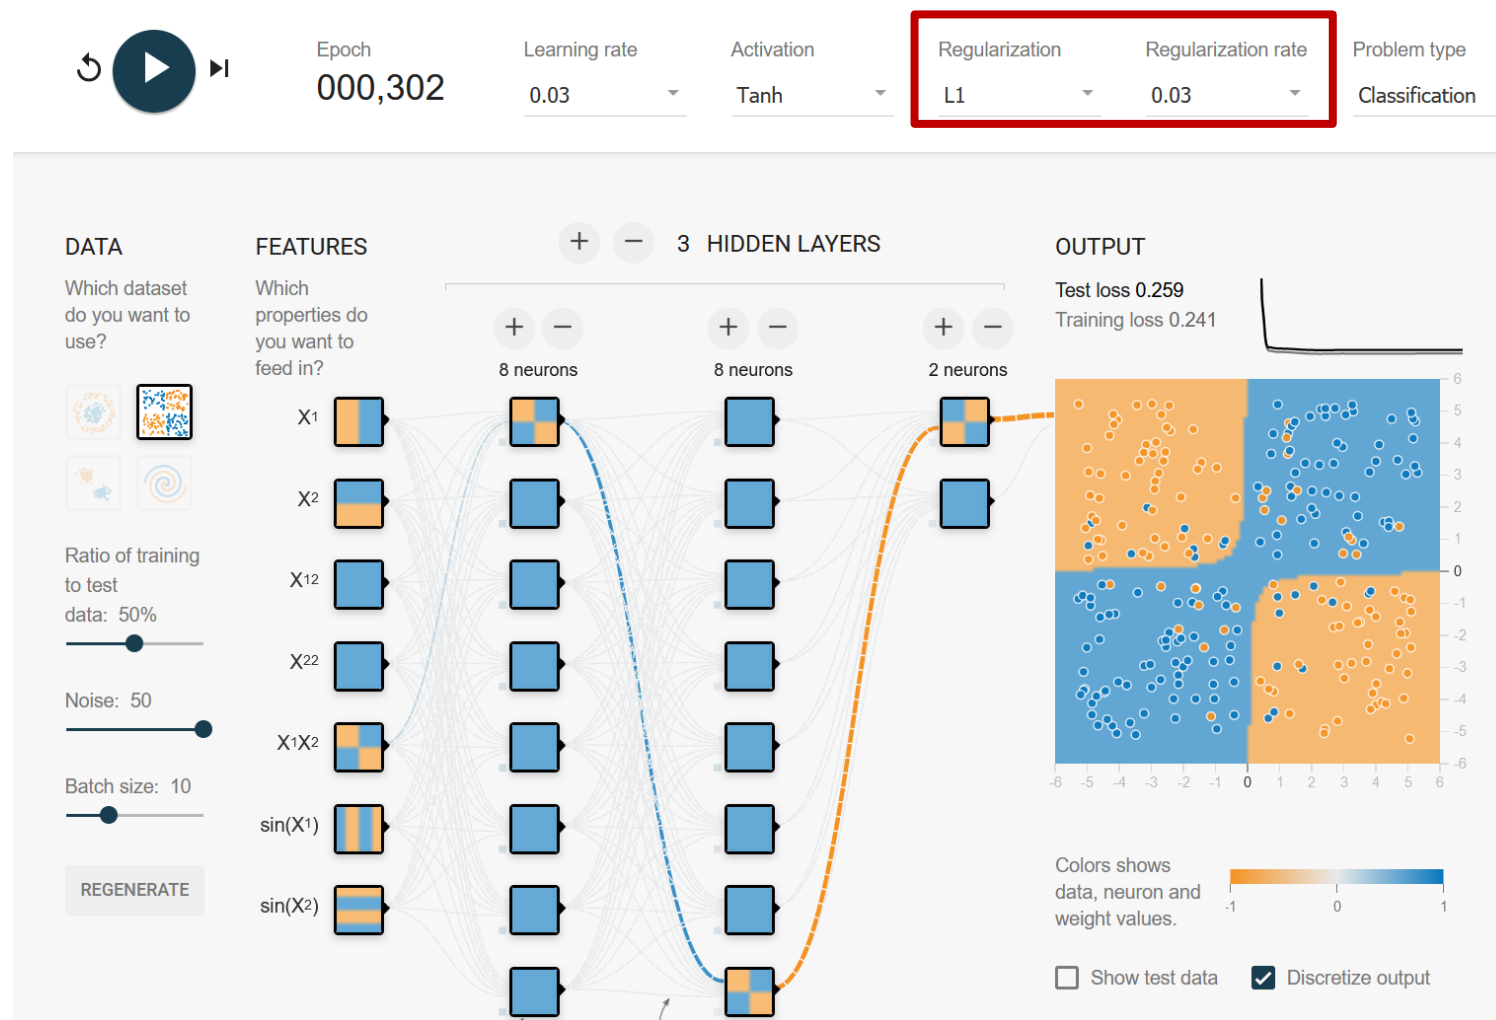 Epoch
000,302
Learning rate
0.03
Activation
Tanh
Regularization
L1
Regularization rate
0.03
Problem type
Classification
DATA
Which dataset
do you want to
use?
Ratio of training
to test
data: 50%
Noise: 50
Batch size: 10
REGENERATE
FEATURES
Which
properties do
you want to
feed in?
X1
X2
X12
X22
X1X2
sin(X1)
sin(X2)
+ − 3 HIDDEN LAYERS
+ −
8 neurons
+ −
8 neurons
+ −
2 neurons
OUTPUT
Test loss 0.259
Training loss 0.241
6
5
4
3
2
1
0
-1
-2
-3
-4
-5
-6
-6 -5 -4 -3 -2 -1 0 1 2 3 4 5 6
Colors shows
data, neuron and
weight values.
-1 0 1
Show test data
Discretize output